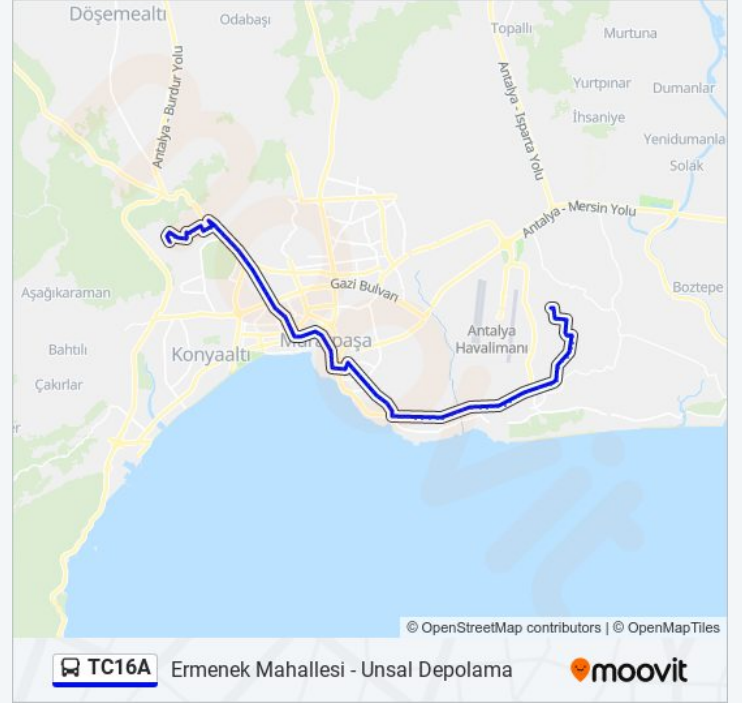 Döşemealtı
Odabaşı
Topallı
Murtuna
Antalya - Burdur Yolu
Antalya - Isparta Yolu
Yurtpınar
Dumanlar
İhsaniye
Yenidumanla
Solak
Antalya - Mersin Yolu
Aşağıkaraman
Gazi Bulvarı
Boztepe
Antalya
Havalimanı
Bahtılı
Konyaaltı
Çakırlar
© OpenStreetMap contributors | © OpenMapTiles
TC16A
Ermenek Mahallesi - Unsal Depolama
moovit